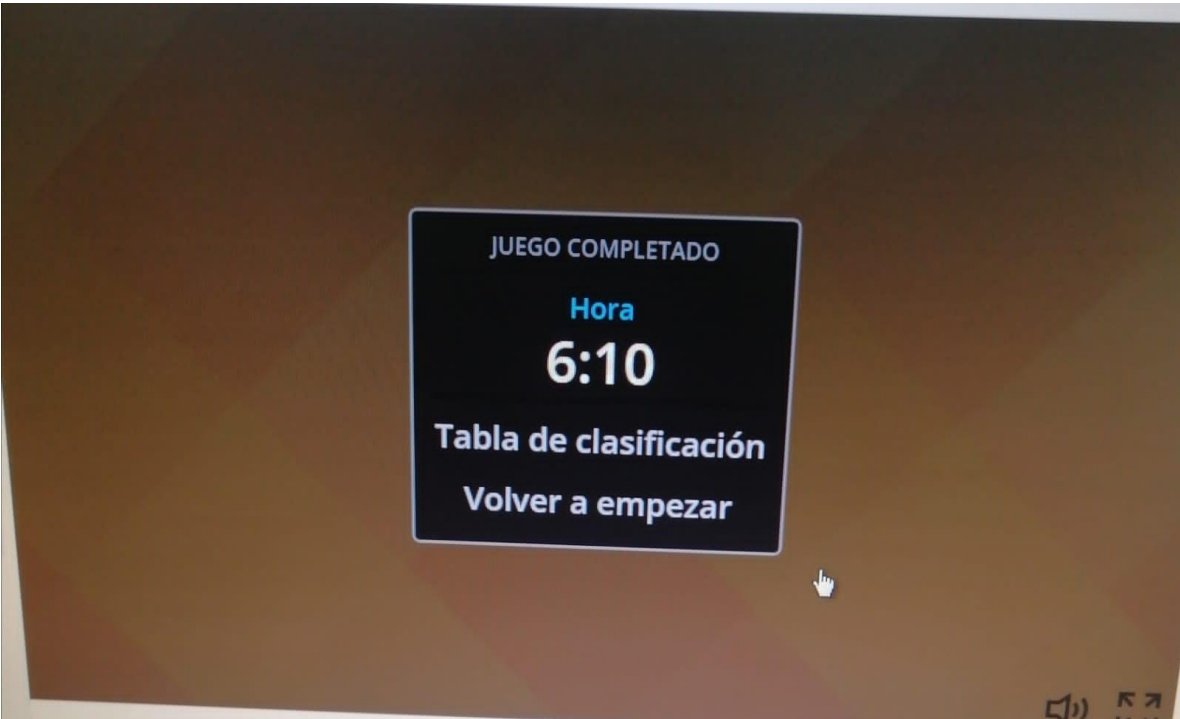 JUEGO COMPLETADO
Hora
6:10
Tabla de clasificación
Volver a empezar